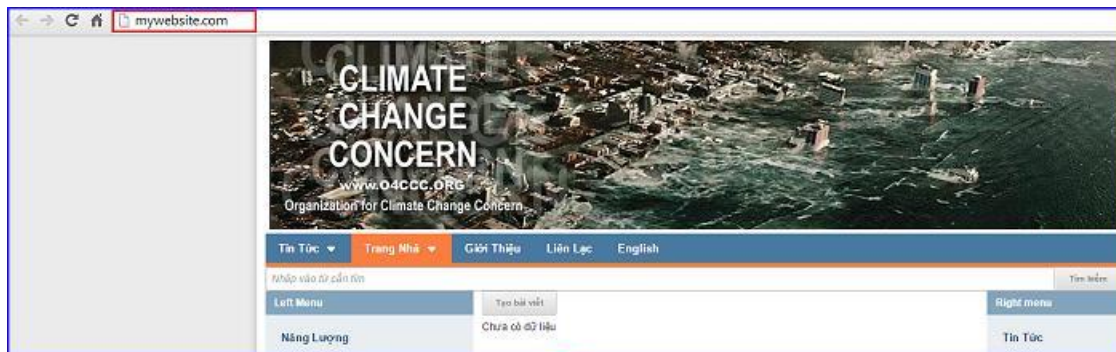 mywebsite.com
CLIMATE
CHANGE
CONCERN
www.O4CCC.ORG
Organization for Climate Change Concern
Tin Tức Trang Nhà Giới Thiệu Liên Lạc English
Nhập vào từ cần tìm Tìm kiếm
Left Menu Tạo bài viết Right menu
Chưa có dữ liệu
Năng Lượng Tin Tức